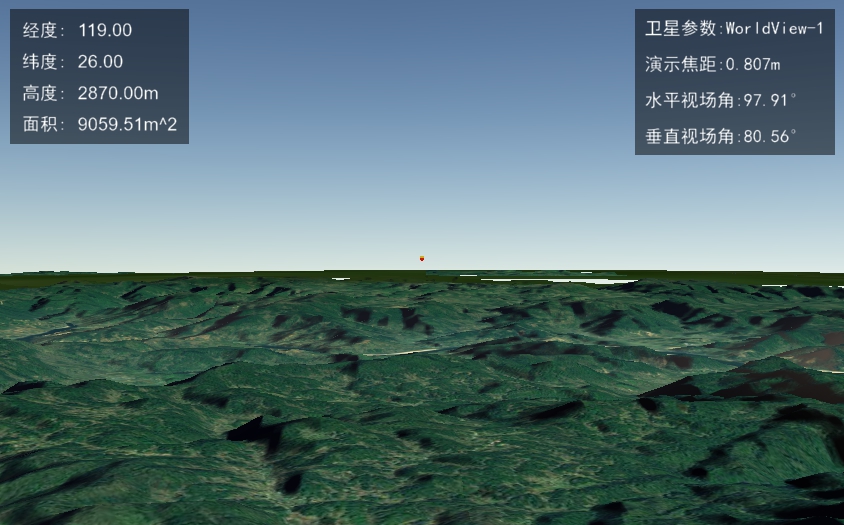 经度: 119.00
纬度: 26.00
高度: 2870.00m
面积: 9059.51m^2
卫星参数:WorldView-1
演示焦距:0.807m
水平视场角:97.91°
垂直视场角:80.56°